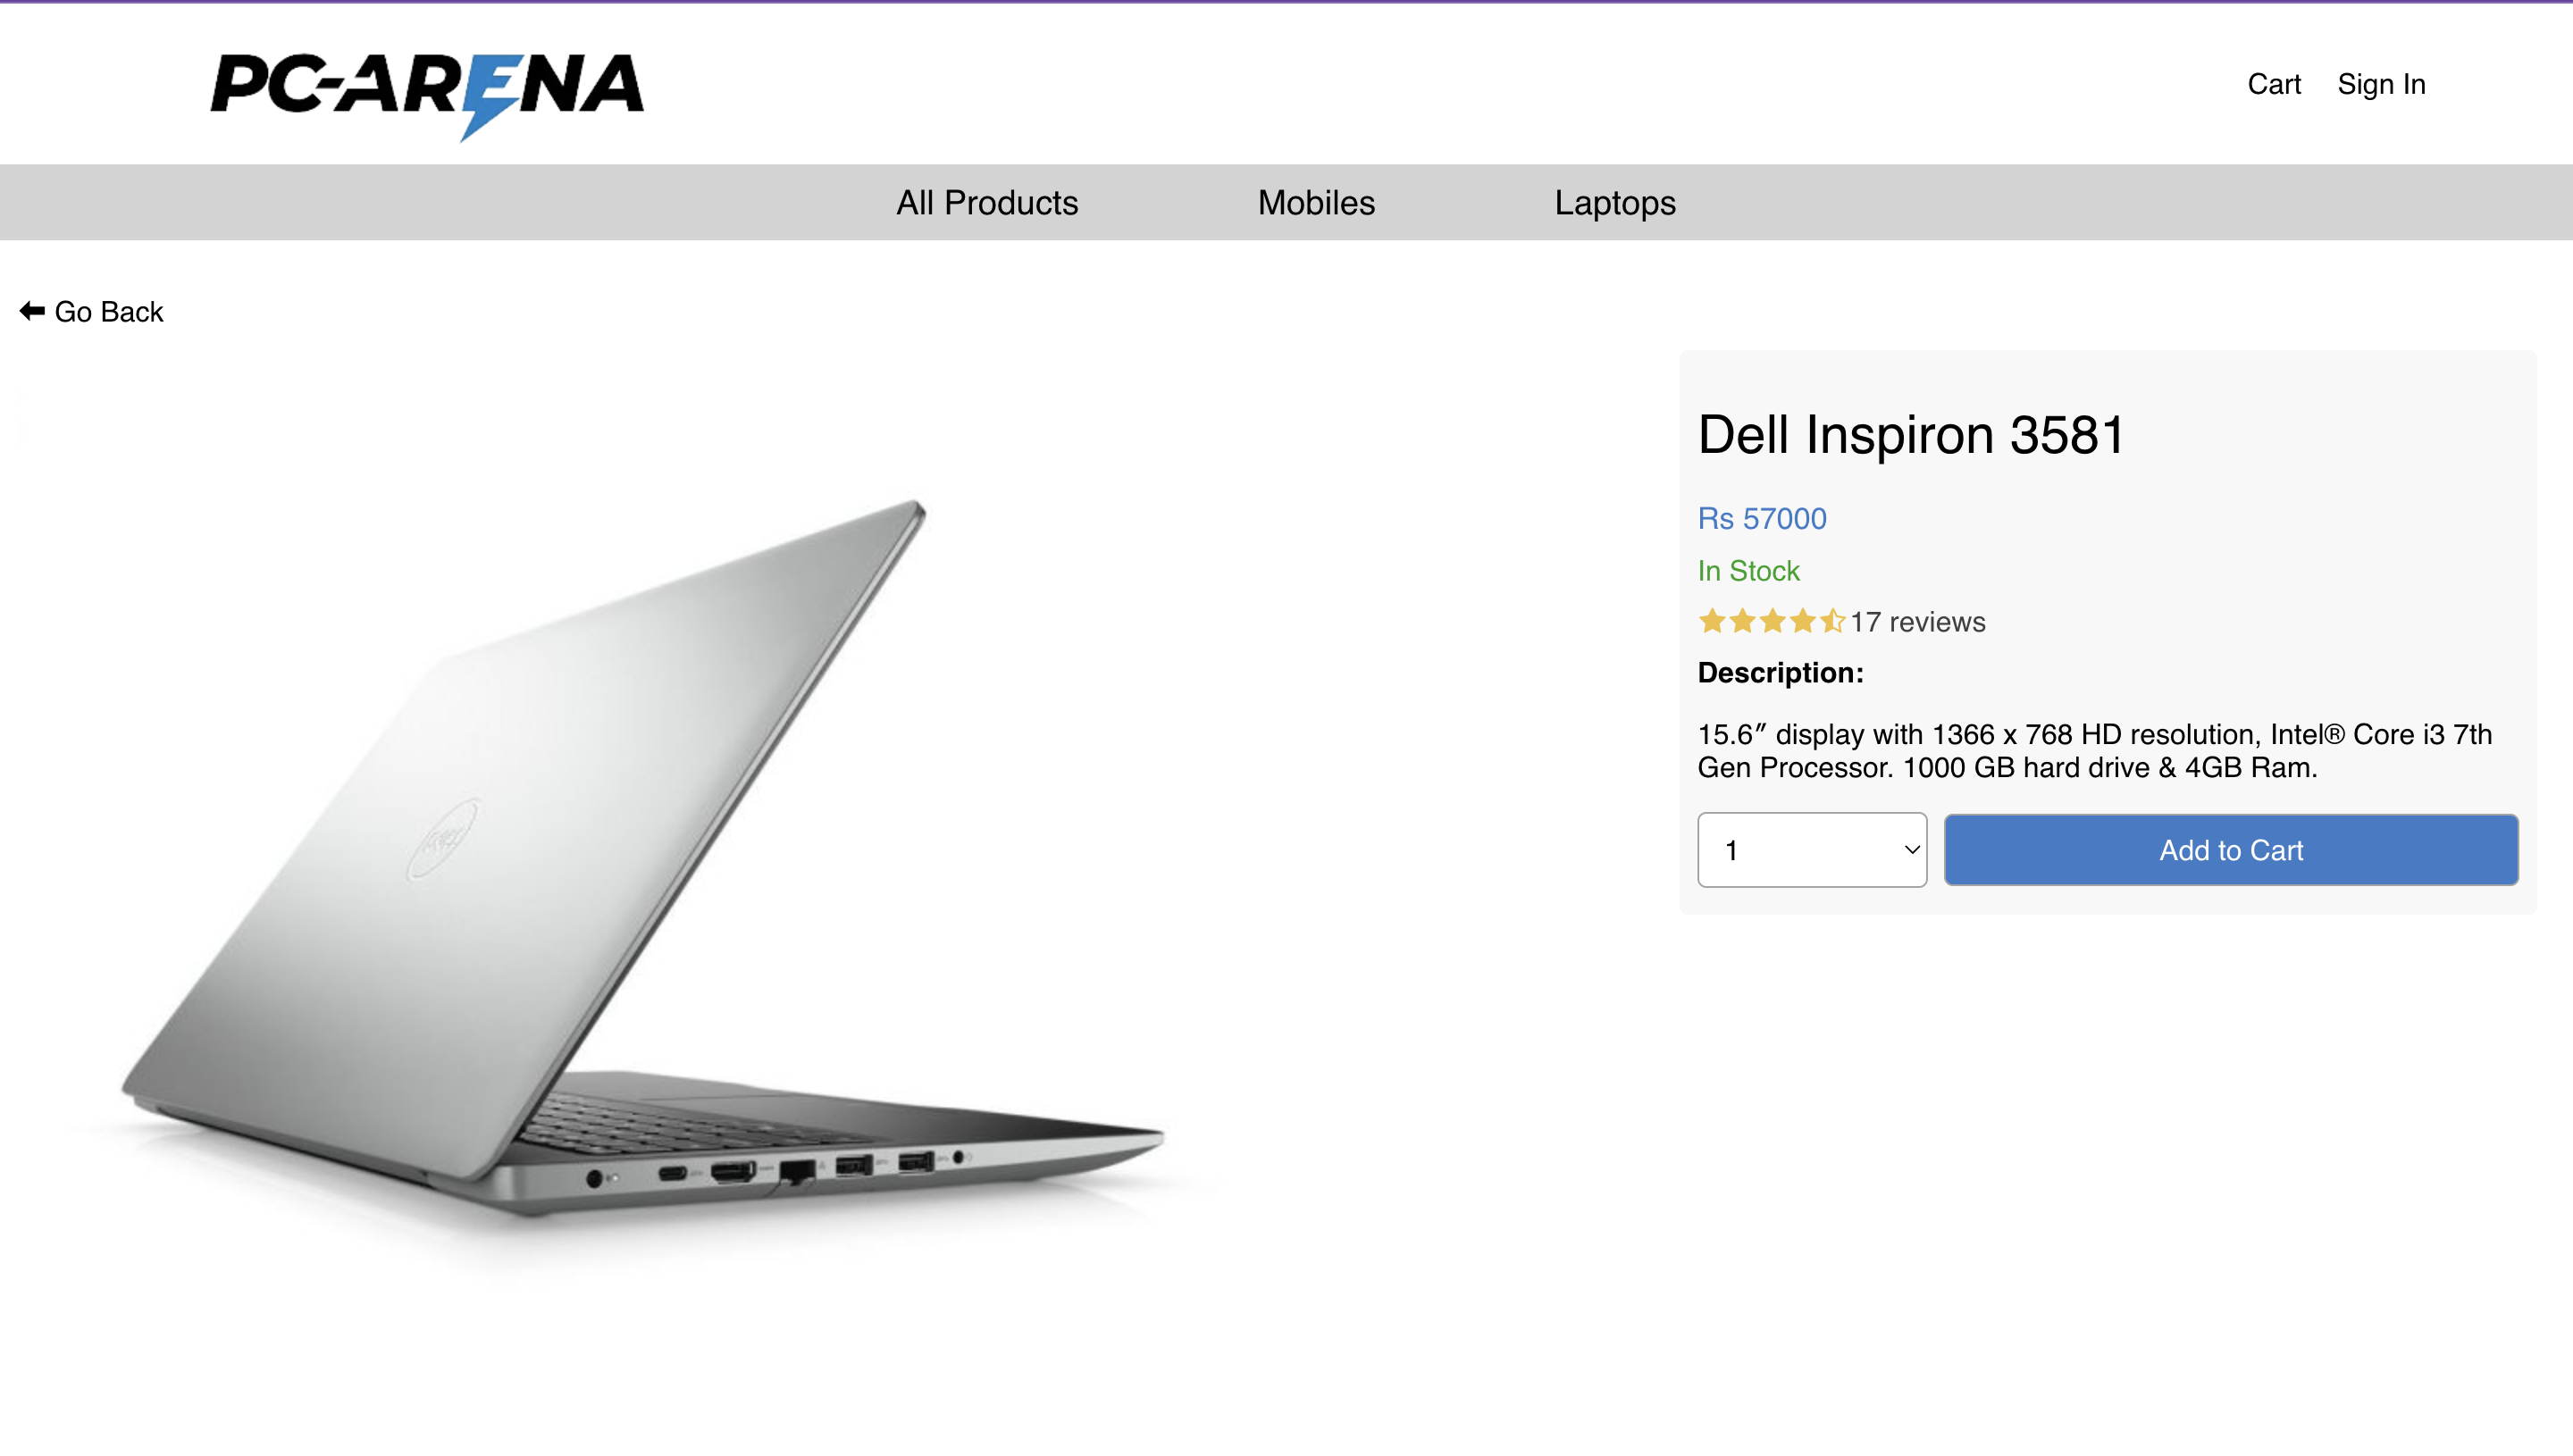 PC-ARENA
Cart Sign In
All Products Mobiles Laptops
Go Back
Dell Inspiron 3581
Rs 57000
In Stock
17 reviews
Description:
15.6″ display with 1366 x 768 HD resolution, Intel® Core i3 7th
Gen Processor. 1000 GB hard drive & 4GB Ram.
1
Add to Cart